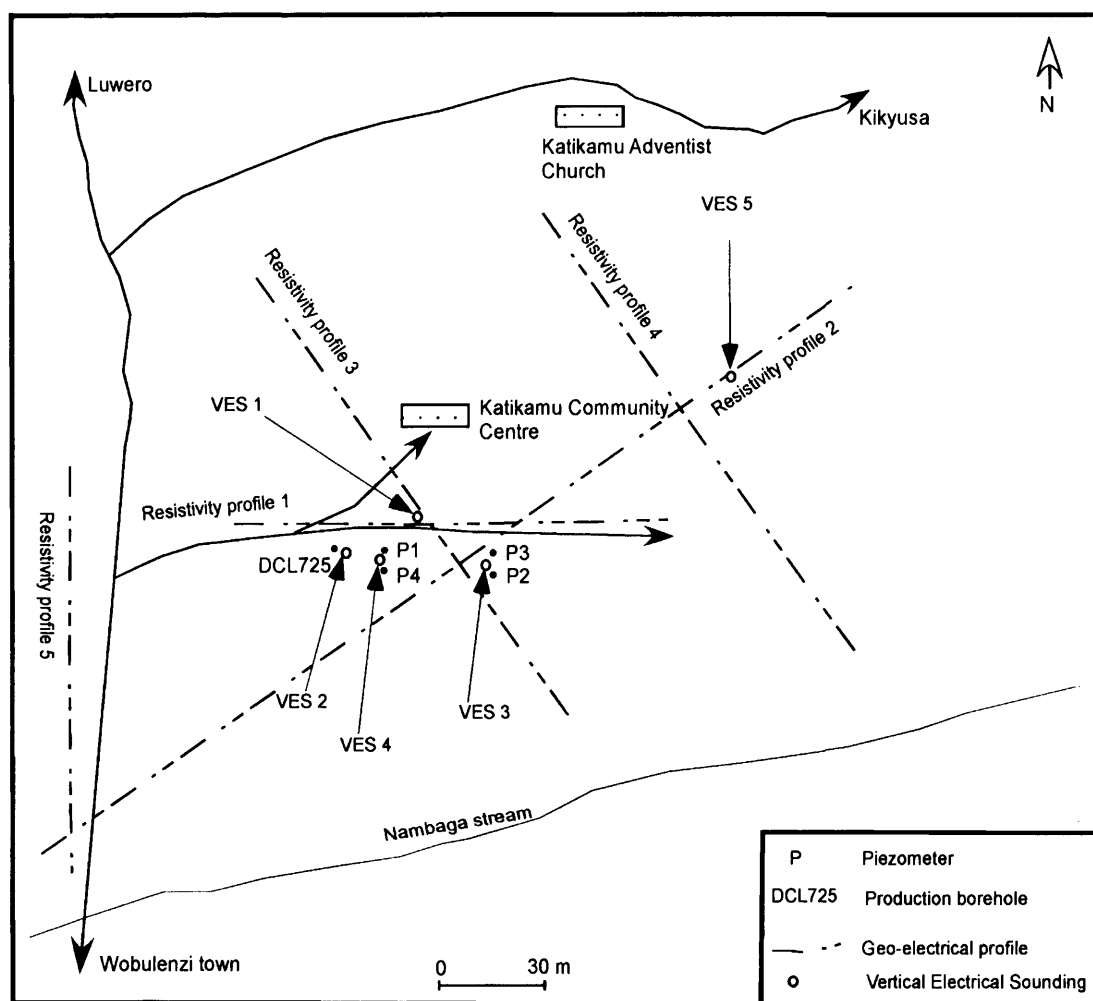 Luwero
N
Kikyusa
Katikamu Adventist
Church
VES 5
Resistivity profile 3
Resistivity profile 4
Resistivity profile 2
VES 1
Katikamu Community
Centre
Resistivity profile 1
Resistivity profile 5
DCL725
P1
P4
P3
P2
VES 2
VES 3
VES 4
Nambaga stream
Wobulenzi town
0 30 m
P Piezometer
DCL725 Production borehole
Geo-electrical profile
Vertical Electrical Sounding